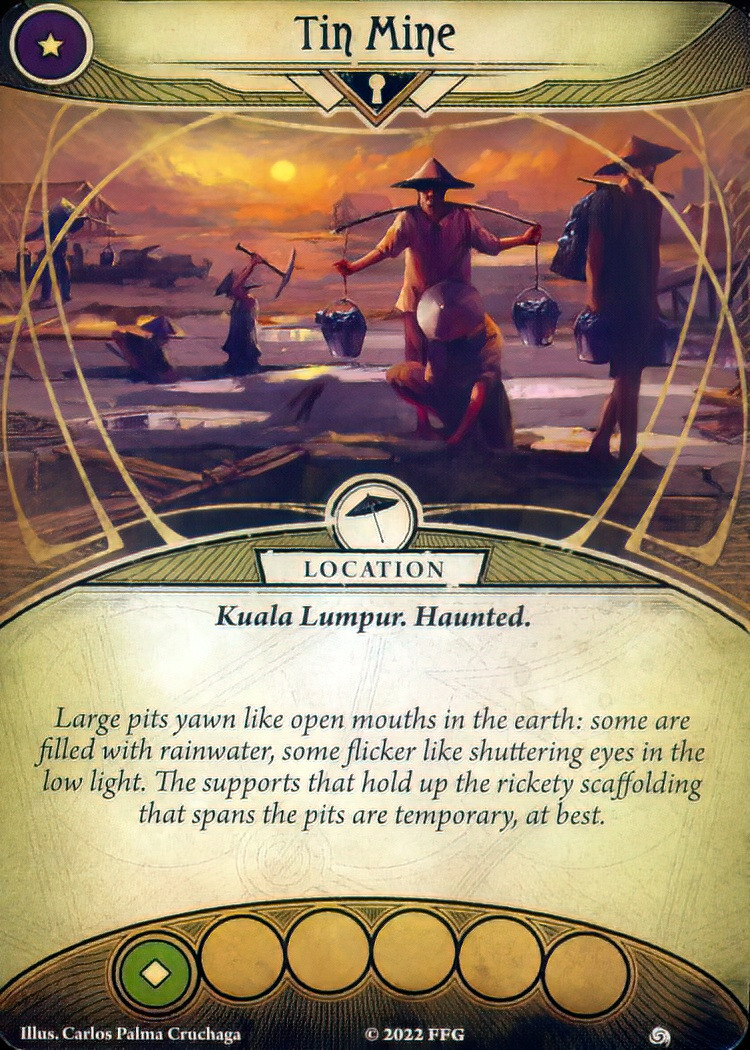 Tin Mine
LOCATION
Kuala Lumpur. Haunted.
Large pits yawn like open mouths in the earth: some are
filled with rainwater, some flicker like shuttering eyes in the
low light. The supports that hold up the rickety scaffolding
that spans the pits are temporary, at best.
Illus. Carlos Palma Cruchaga
© 2022 FFG